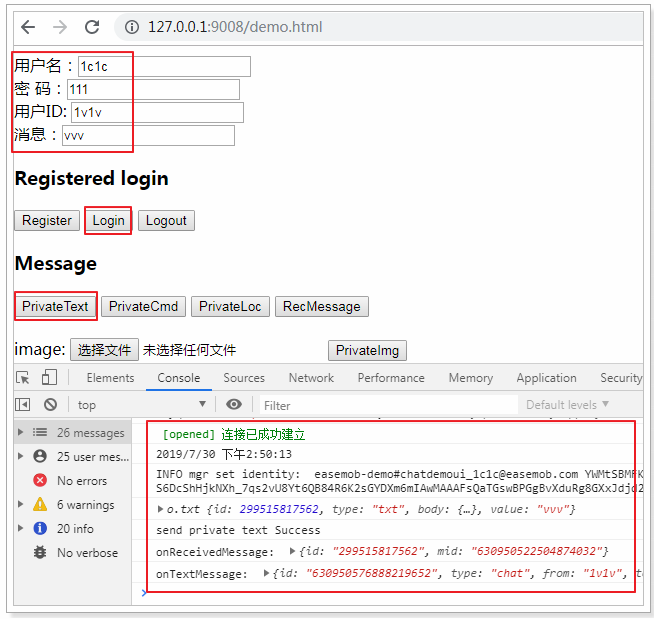 127.0.0.1:9008/demo.html
用户名：1c1c
密 码：111
用户ID: 1v1v
消息：vvv
Registered login
Register Login Logout
Message
PrivateText PrivateCmd PrivateLoc RecMessage
image: 选择文件 未选择任何文件 PrivateImg
Elements Console Sources Network Performance Memory Application Security
top Filter Default levels
26 messages
25 user mes...
No errors
6 warnings
20 info
No verbose
[opened] 连接已成功建立
2019/7/30 下午2:50:13
INFO mgr set identity: easemob-demo#chatdemoui_1c1c@easemob.com
o.txt {id: 299515817562, type: "txt", body: {…}, value: "vvv"}
send private text Success
onReceivedMessage: {id: "299515817562", mid: "630950522504874032"}
onTextMessage: {id: "630950576888219652", type: "chat", from: "1v1v",